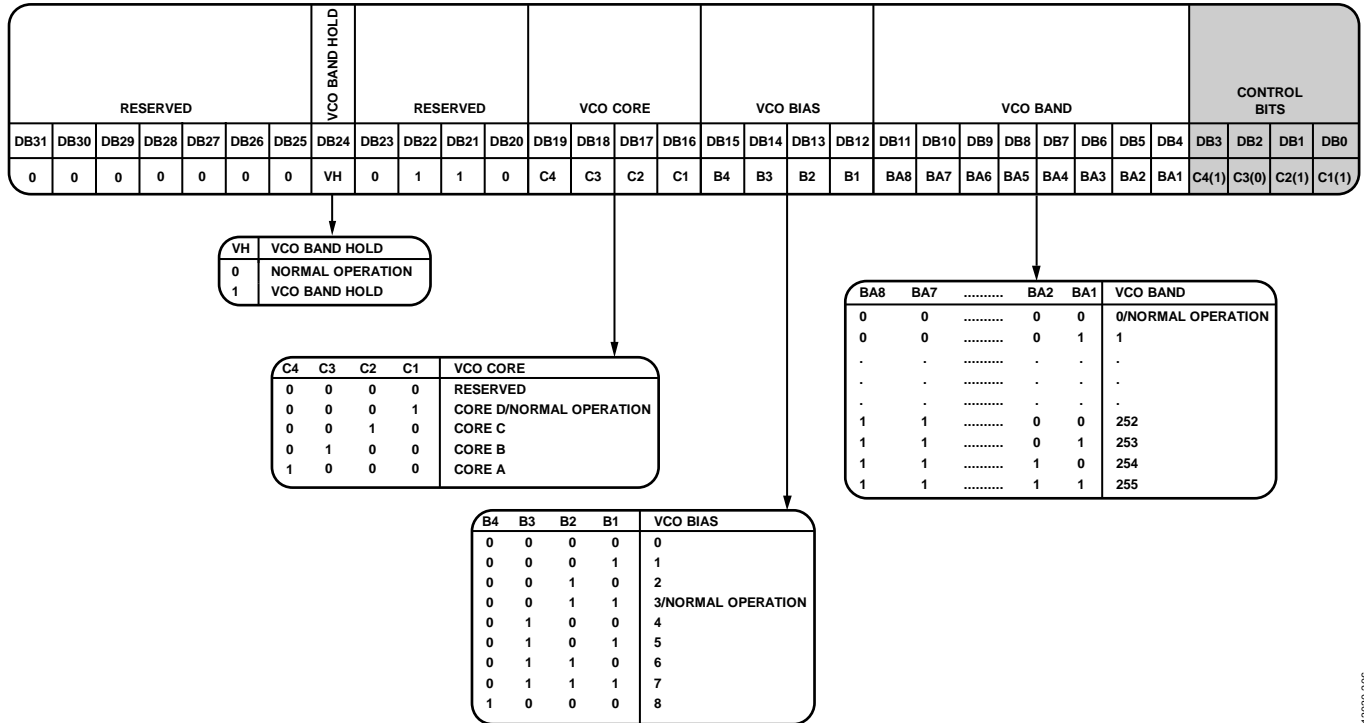 RESERVED VCO BAND HOLD RESERVED VCO CORE VCO BIAS VCO BAND CONTROL BITS
DB31 DB30 DB29 DB28 DB27 DB26 DB25 DB24 DB23 DB22 DB21 DB20 DB19 DB18 DB17 DB16 DB15 DB14 DB13 DB12 DB11 DB10 DB9 DB8 DB7 DB6 DB5 DB4 DB3 DB2 DB1 DB0
0 0 0 0 0 0 0 VH 0 1 1 0 C4 C3 C2 C1 B4 B3 B2 B1 BA8 BA7 BA6 BA5 BA4 BA3 BA2 BA1 C4(1) C3(0) C2(1) C1(1)
VH VCO BAND HOLD
0 NORMAL OPERATION
1 VCO BAND HOLD
BA8 BA7 .......... BA2 BA1 VCO BAND
0 0 .......... 0 0 0/NORMAL OPERATION
0 0 .......... 0 1 1
. . .......... . . .
. . .......... . . .
. . .......... . . .
1 1 .......... 0 0 252
1 1 .......... 0 1 253
1 1 .......... 1 0 254
1 1 .......... 1 1 255
C4 C3 C2 C1 VCO CORE
0 0 0 0 RESERVED
0 0 0 1 CORE D/NORMAL OPERATION
0 0 1 0 CORE C
0 1 0 0 CORE B
1 0 0 0 CORE A
B4 B3 B2 B1 VCO BIAS
0 0 0 0 0
0 0 0 1 1
0 0 1 0 2
0 0 1 1 3/NORMAL OPERATION
0 1 0 0 4
0 1 0 1 5
0 1 1 0 6
0 1 1 1 7
1 0 0 0 8